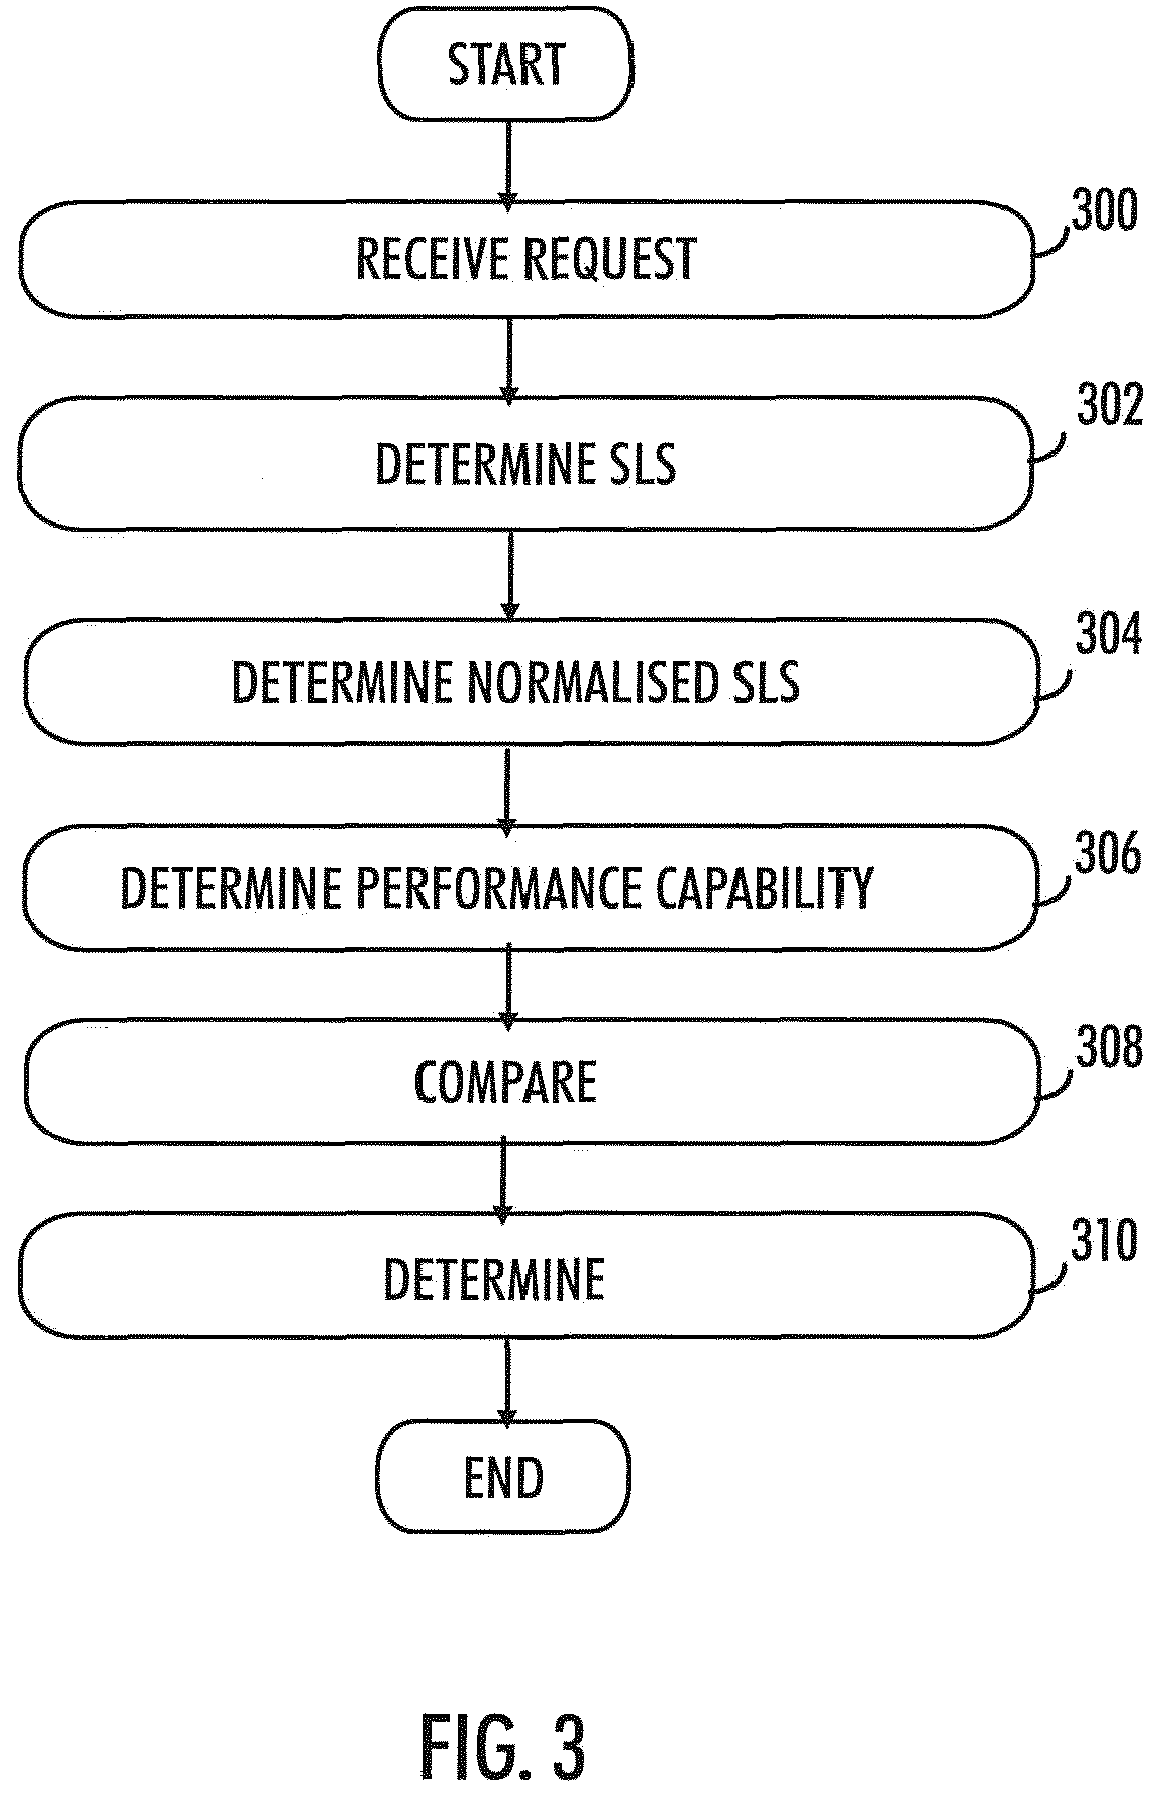 START
300
RECEIVE REQUEST
302
DETERMINE SLS
304
DETERMINE NORMALISED SLS
306
DETERMINE PERFORMANCE CAPABILITY
308
COMPARE
310
DETERMINE
END
FIG. 3